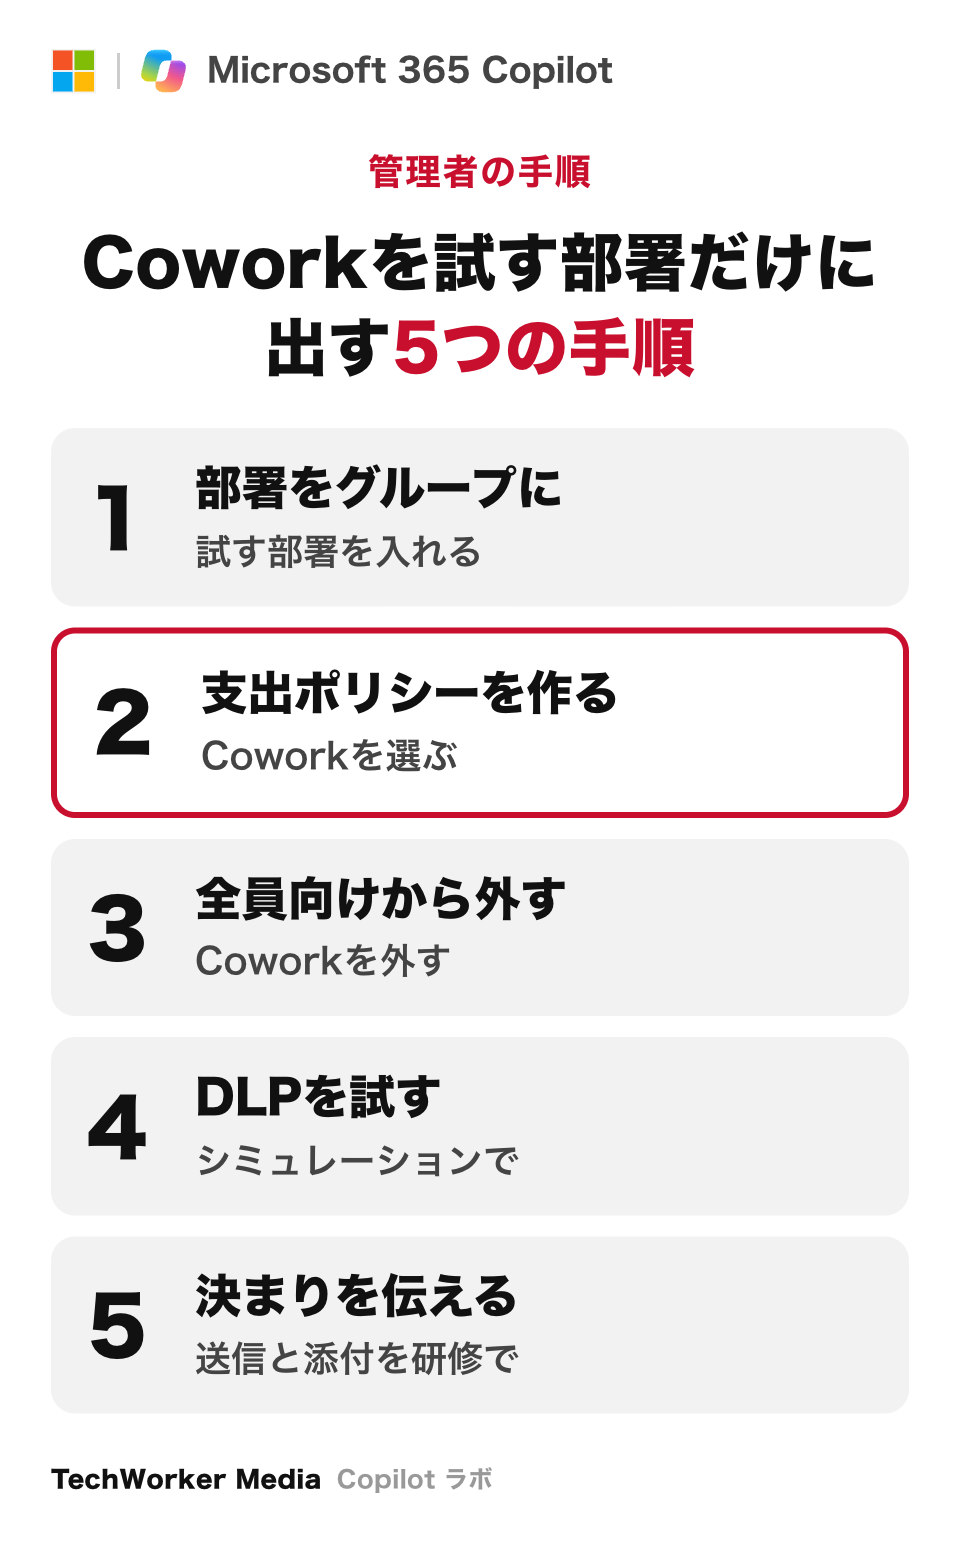 Microsoft 365 Copilot
管理者の手順
Coworkを試す部署だけに
出す5つの手順
1
部署をグループに
試す部署を入れる
2
支出ポリシーを作る
Coworkを選ぶ
3
全員向けから外す
Coworkを外す
4
DLPを試す
シミュレーションで
5
決まりを伝える
送信と添付を研修で
TechWorker Media Copilot ラボ